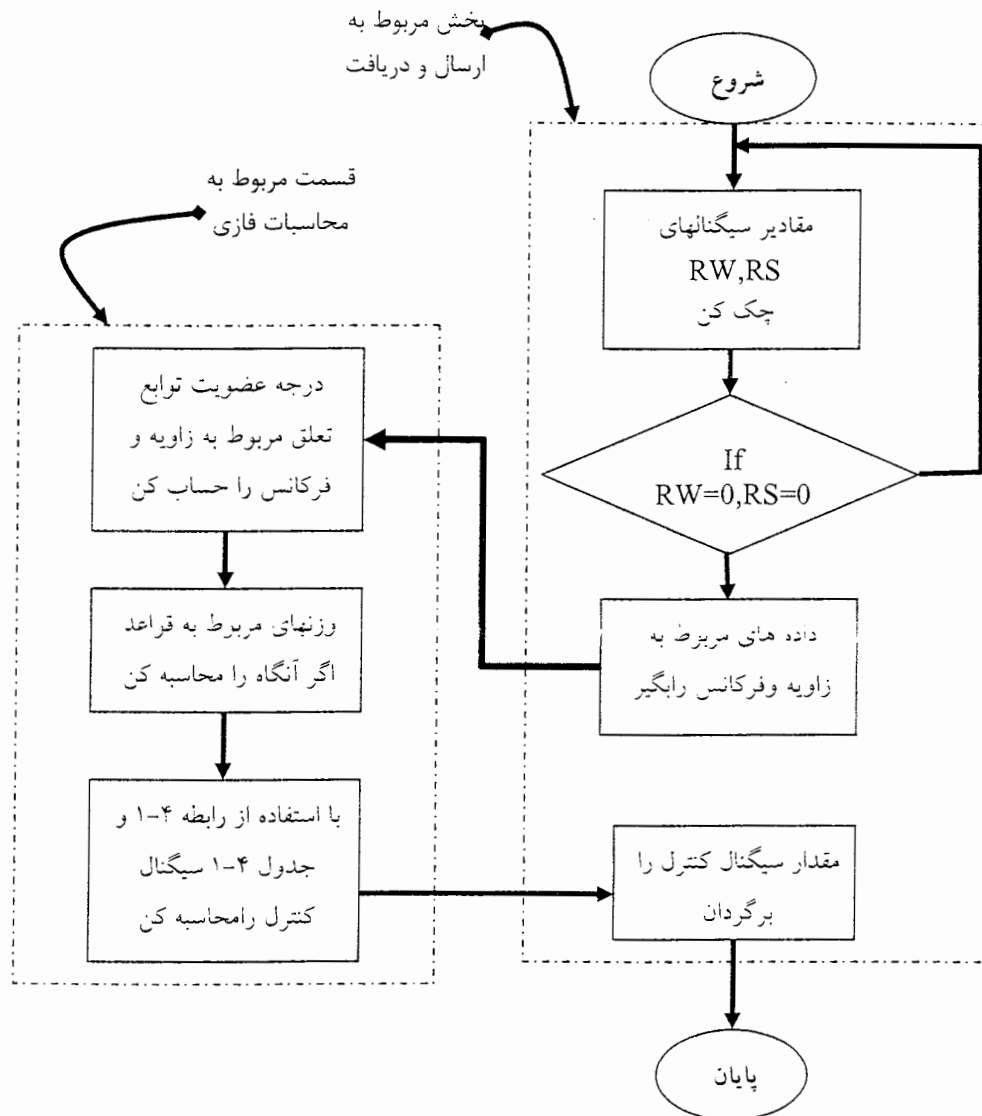 بخش مربوط به
ارسال و دریافت
شروع
قسمت مربوط به
محاسبات فازی
مقادیر سیگنالهای
RW,RS
چک کن
If
RW=0,RS=0
داده های مربوط به
زاویه وفرکانس رابگیر
درجه عضویت توابع
تعلق مربوط به زاویه و
فرکانس را حساب کن
وزنهای مربوط به قواعد
اگر آنگاه را محاسبه کن
با استفاده از رابطه ۴-۱ و
جدول ۴-۱ سیگنال
کنترل رامحاسبه کن
مقدار سیگنال کنترل را
برگردان
پایان